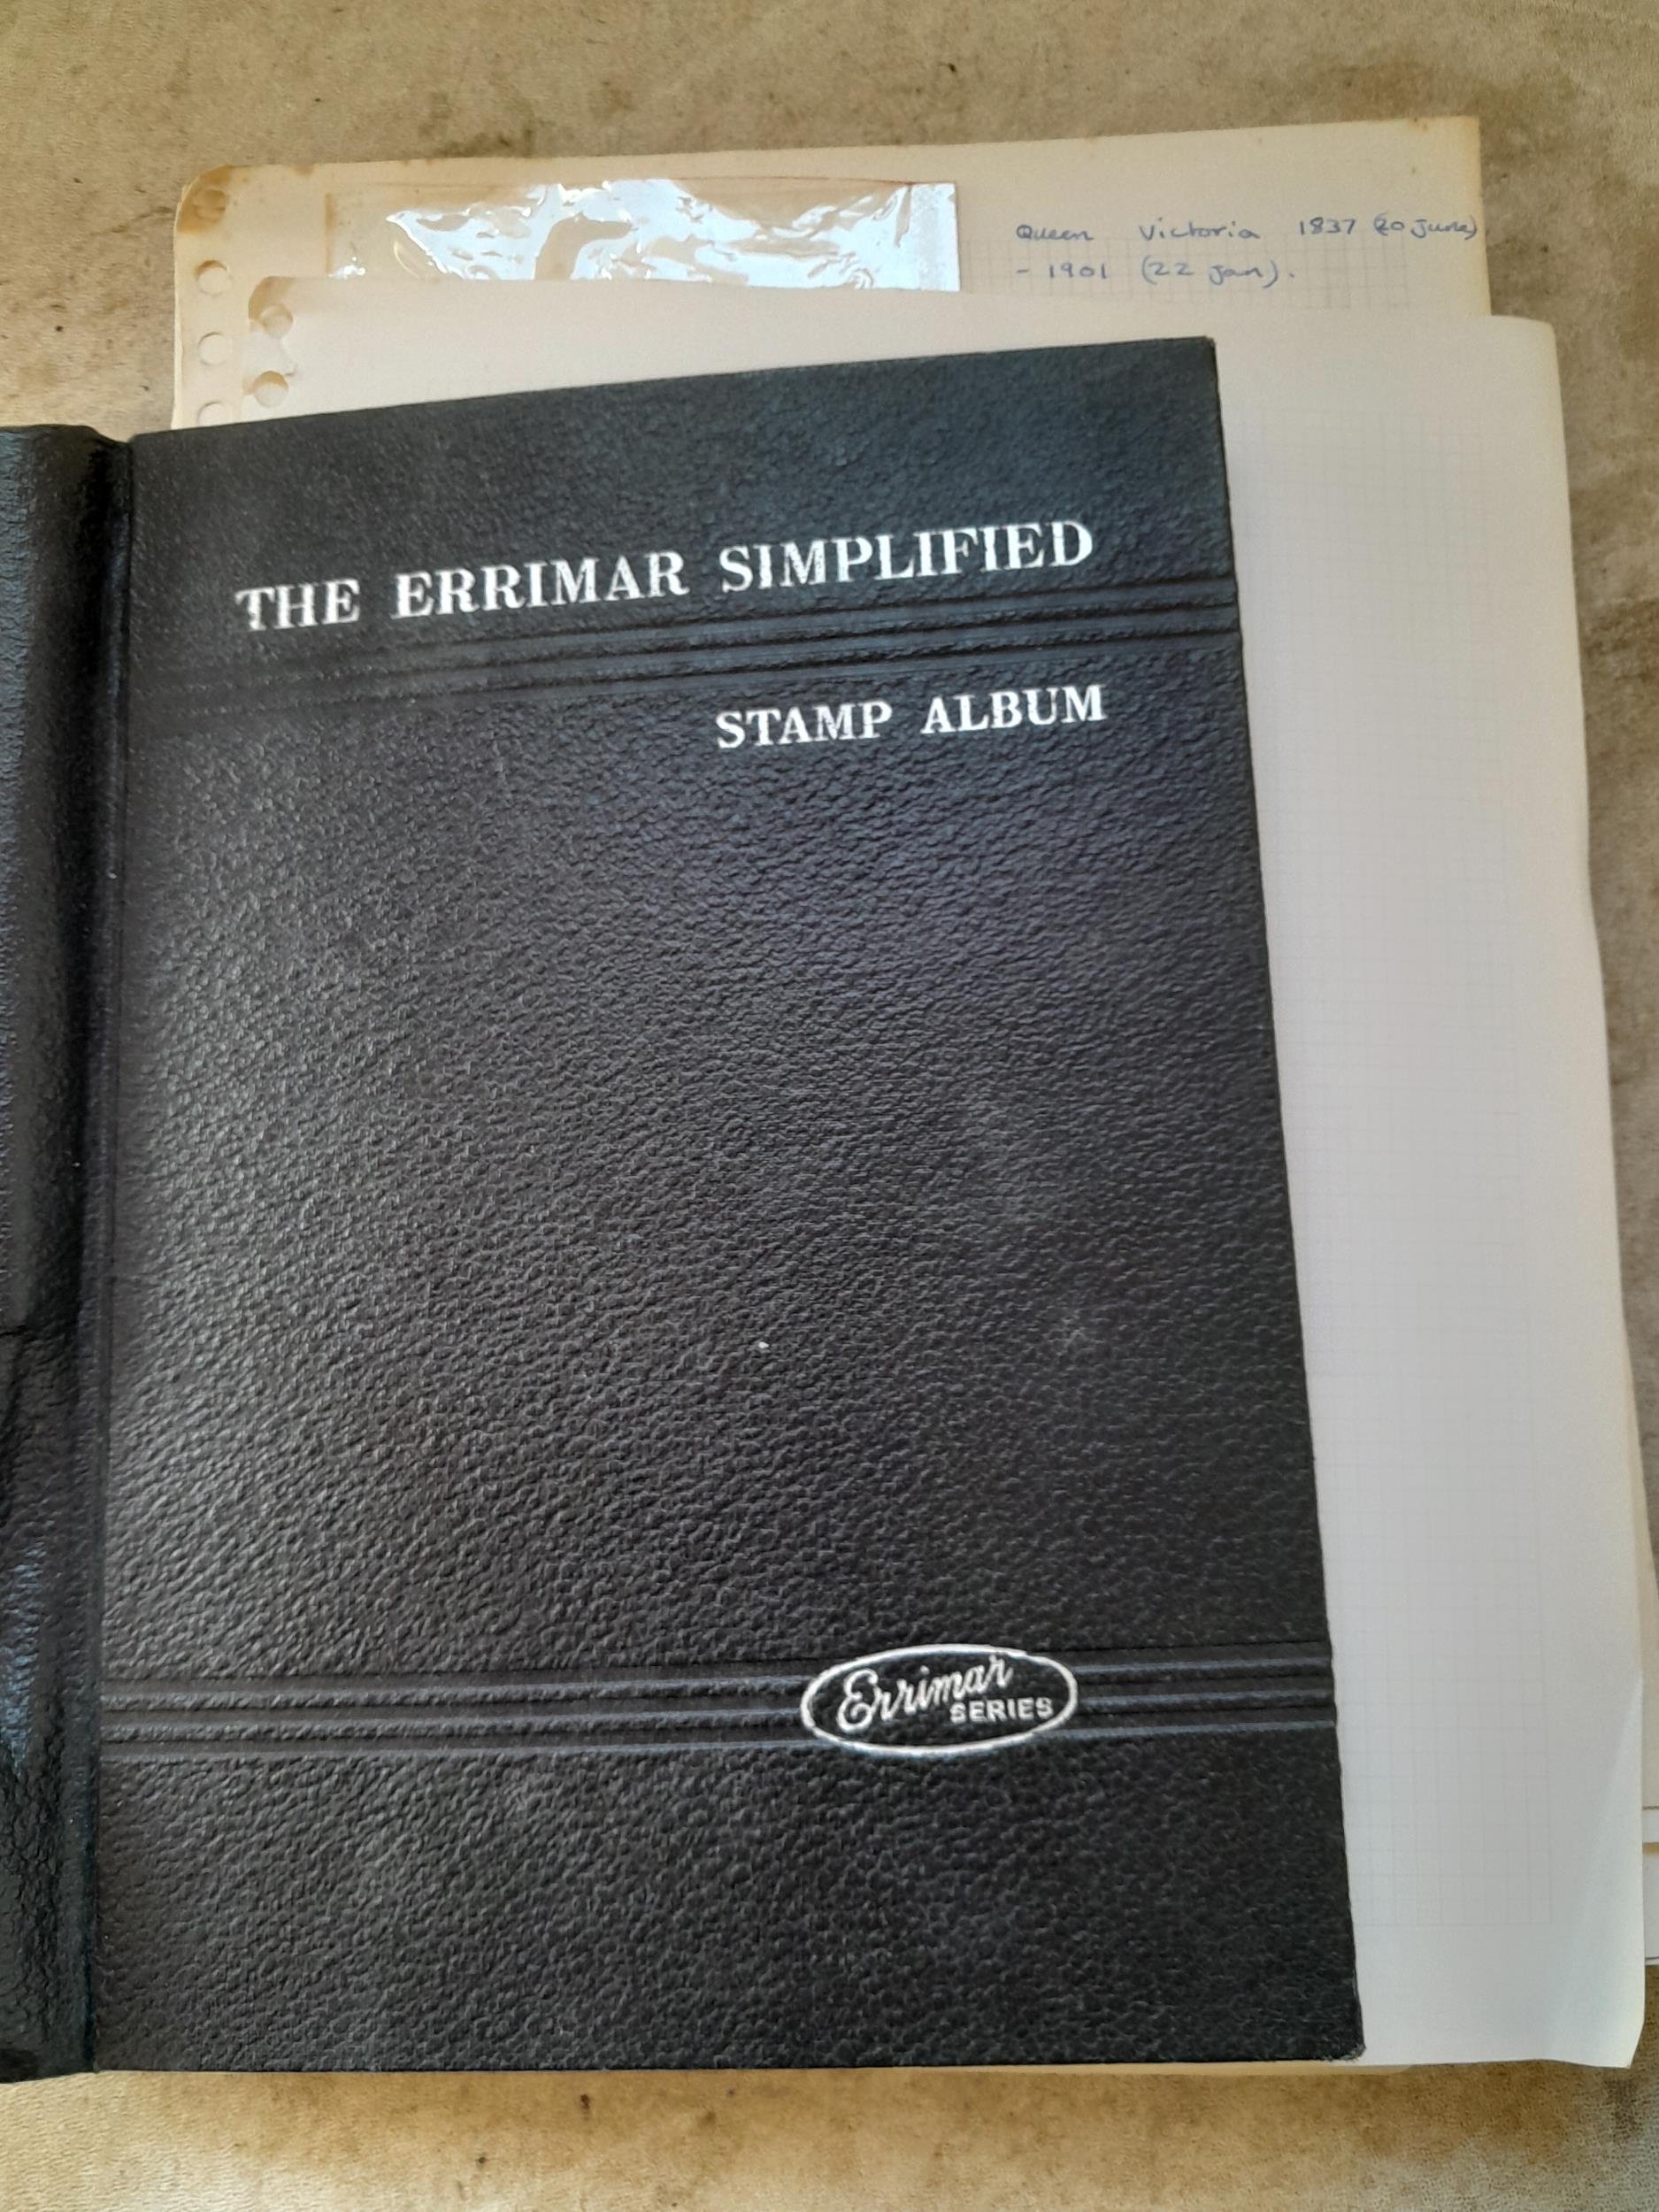 Queen Victoria 1837 (20 June)
- 1901 (22 Jan).
THE ERRIMAR SIMPLIFIED
STAMP ALBUM
Errimar
SERIES